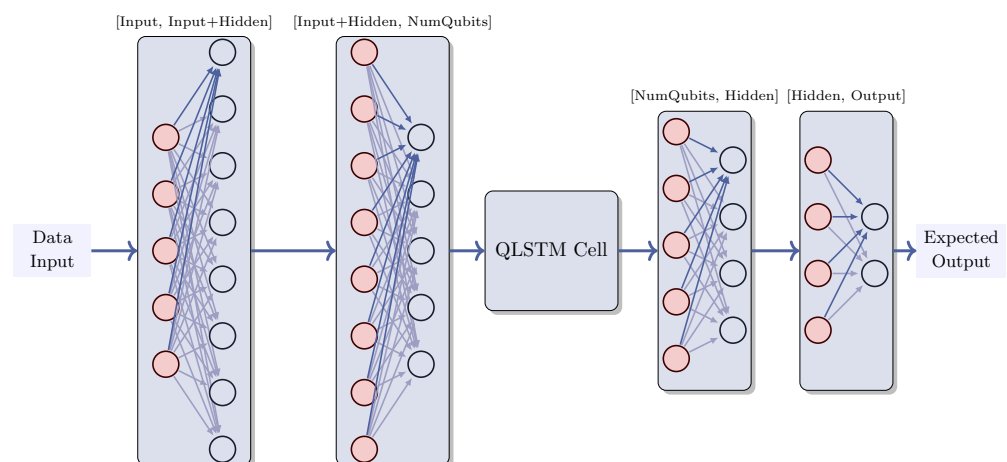 [Input, Input+Hidden]
[Input+Hidden, NumQubits]
[NumQubits, Hidden]
[Hidden, Output]
Data
Input
QLSTM Cell
Expected
Output